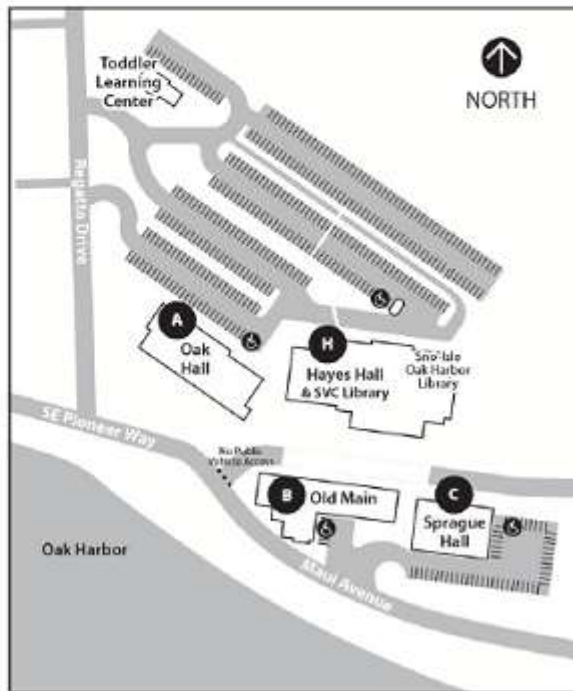 Toddler
Learning
Center
NORTH
Regatta Drive
A
Oak
Hall
H
Hayes Hall
& SVC Library
Sno-Isle
Oak Harbor
Library
SE Pioneer Way
No Public
Vehicle Access
B
Old Main
C
Sprague
Hall
Oak Harbor
Maui Avenue